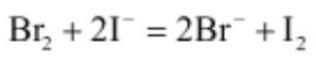 Br₂ + 2I⁻ = 2Br⁻ + I₂